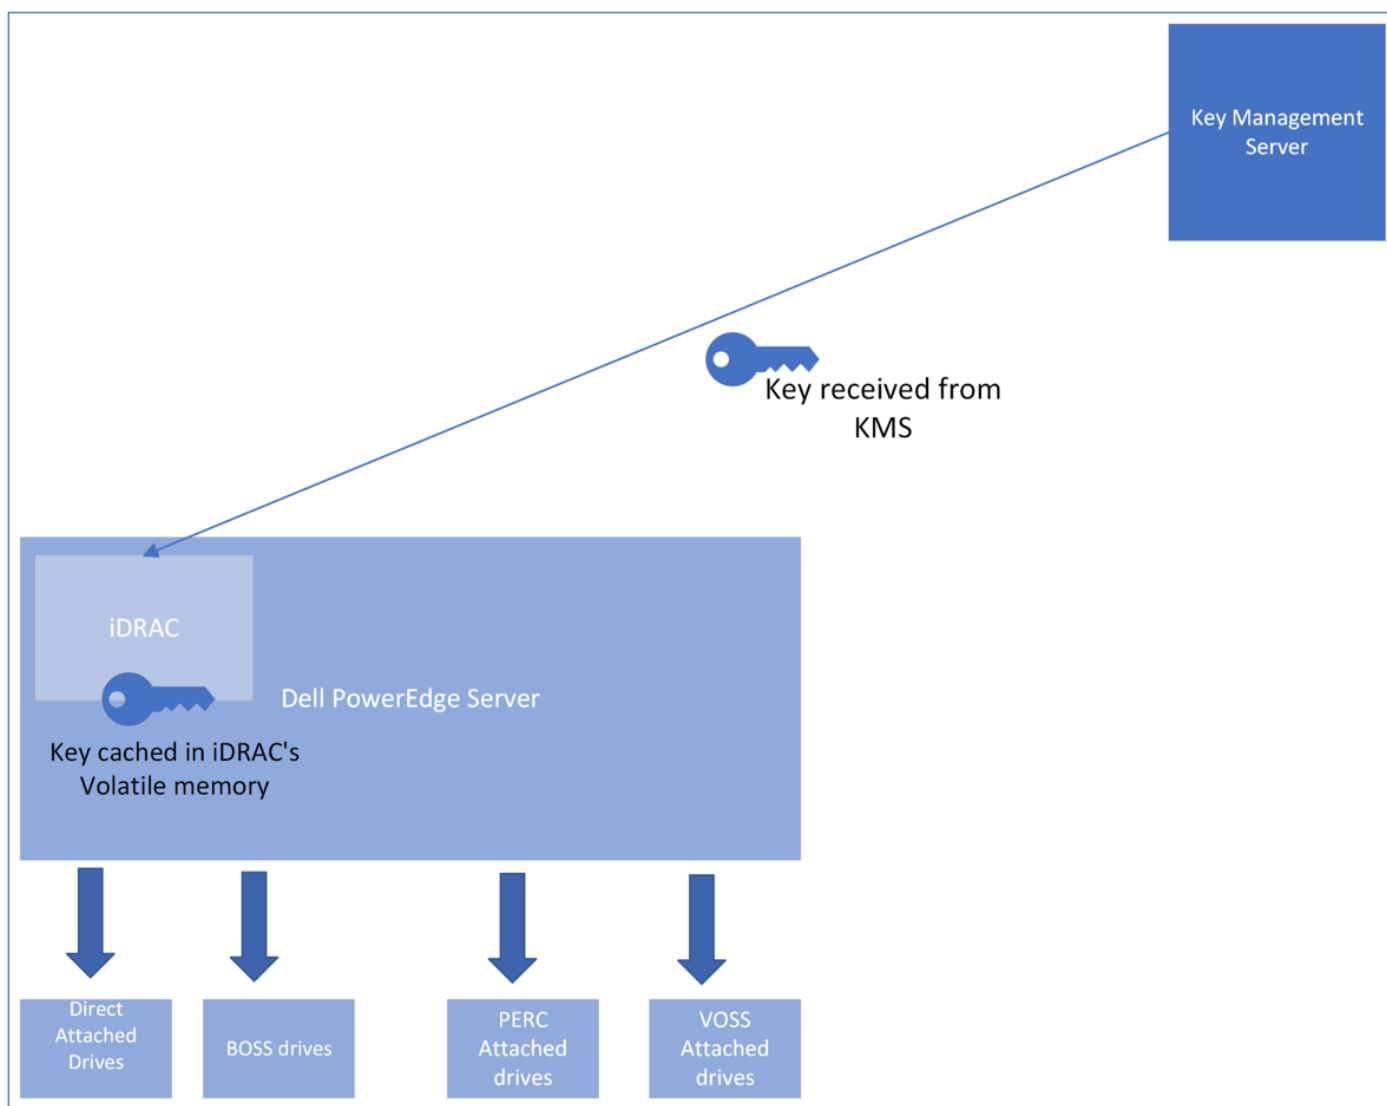 Key Management
Server
Key received from
KMS
iDRAC
Dell PowerEdge Server
Key cached in iDRAC's
Volatile memory
Direct
Attached
Drives
BOSS drives
PERC
Attached
drives
VOSS
Attached
drives